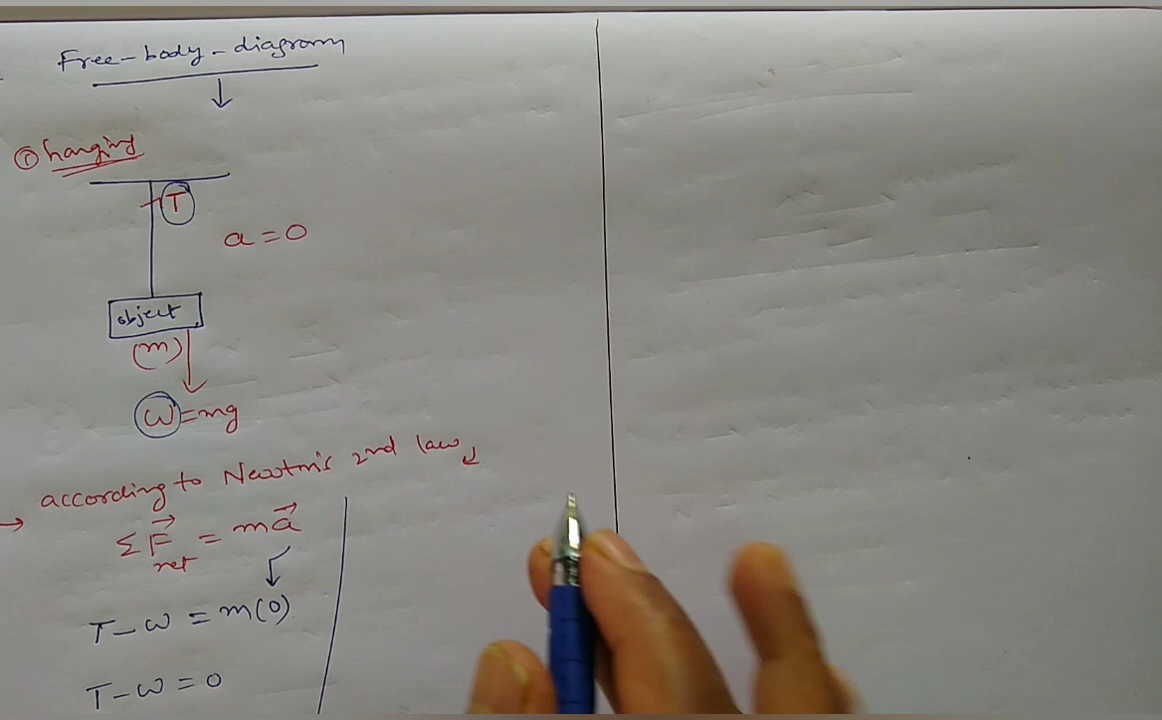 Free-body-diagram
① hanging
T
a = 0
object
(m)
W = mg
→ according to Newton's 2nd law
ΣF⃗ net = ma⃗
T - W = m(0)
T - W = 0